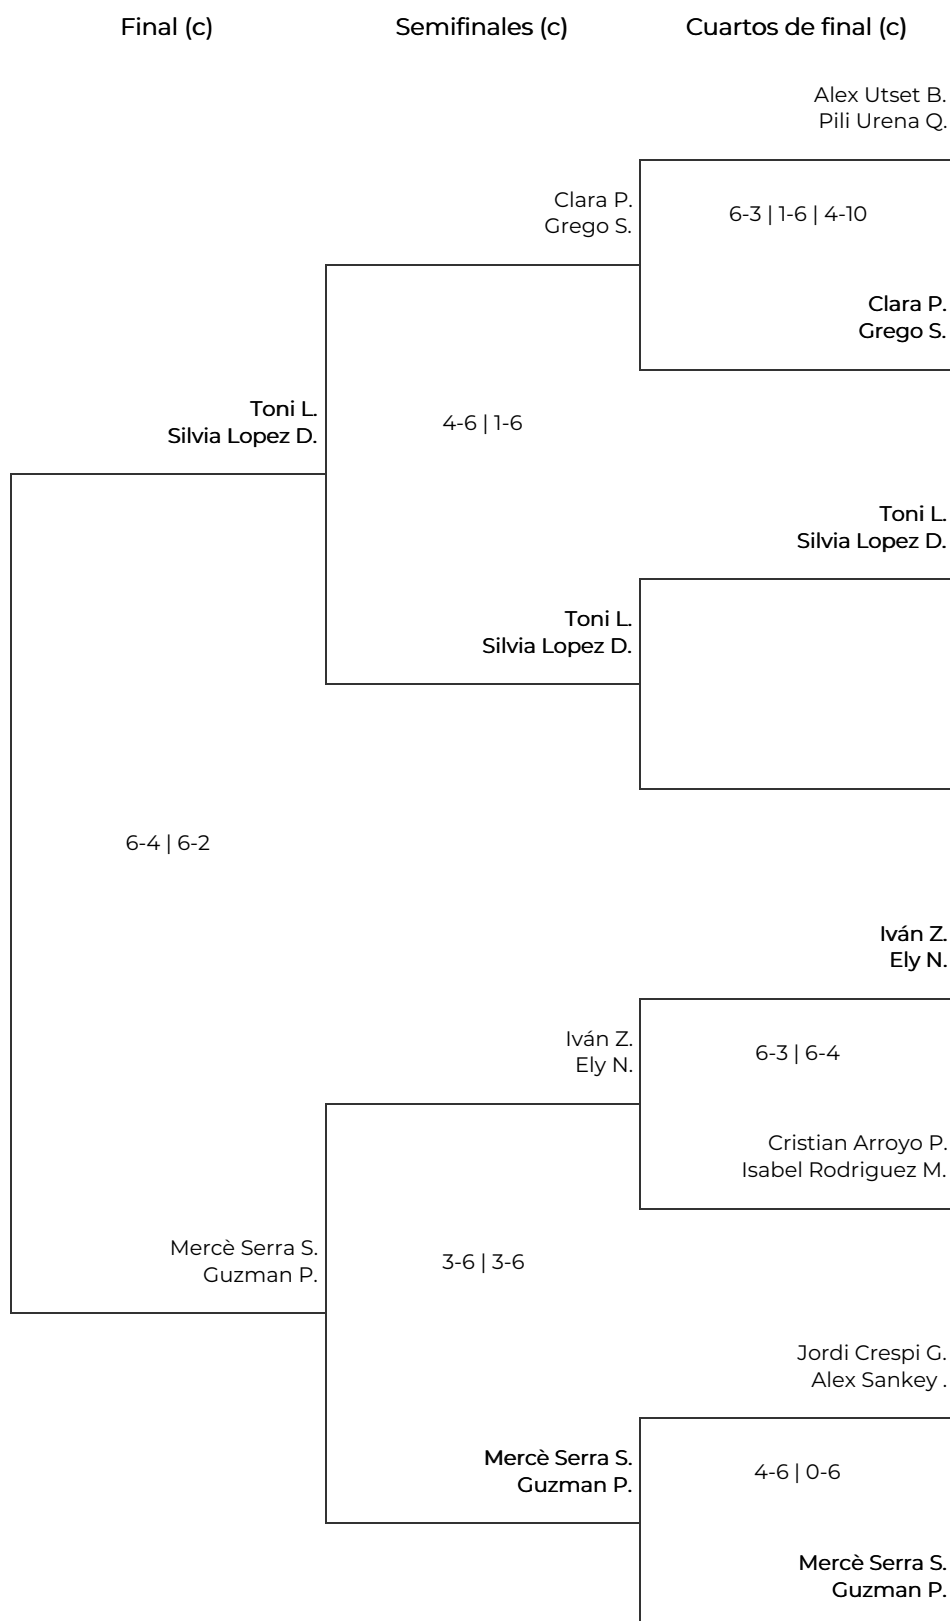 Final (c)
Semifinales (c)
Cuartos de final (c)
Alex Utset B.
Pili Urena Q.
Clara P.
Grego S.
6-3 | 1-6 | 4-10
Clara P.
Grego S.
Toni L.
Silvia Lopez D.
4-6 | 1-6
Toni L.
Silvia Lopez D.
Toni L.
Silvia Lopez D.
6-4 | 6-2
Iván Z.
Ely N.
Iván Z.
Ely N.
6-3 | 6-4
Cristian Arroyo P.
Isabel Rodriguez M.
Mercè Serra S.
Guzman P.
3-6 | 3-6
Jordi Crespi G.
Alex Sankey .
Mercè Serra S.
Guzman P.
4-6 | 0-6
Mercè Serra S.
Guzman P.